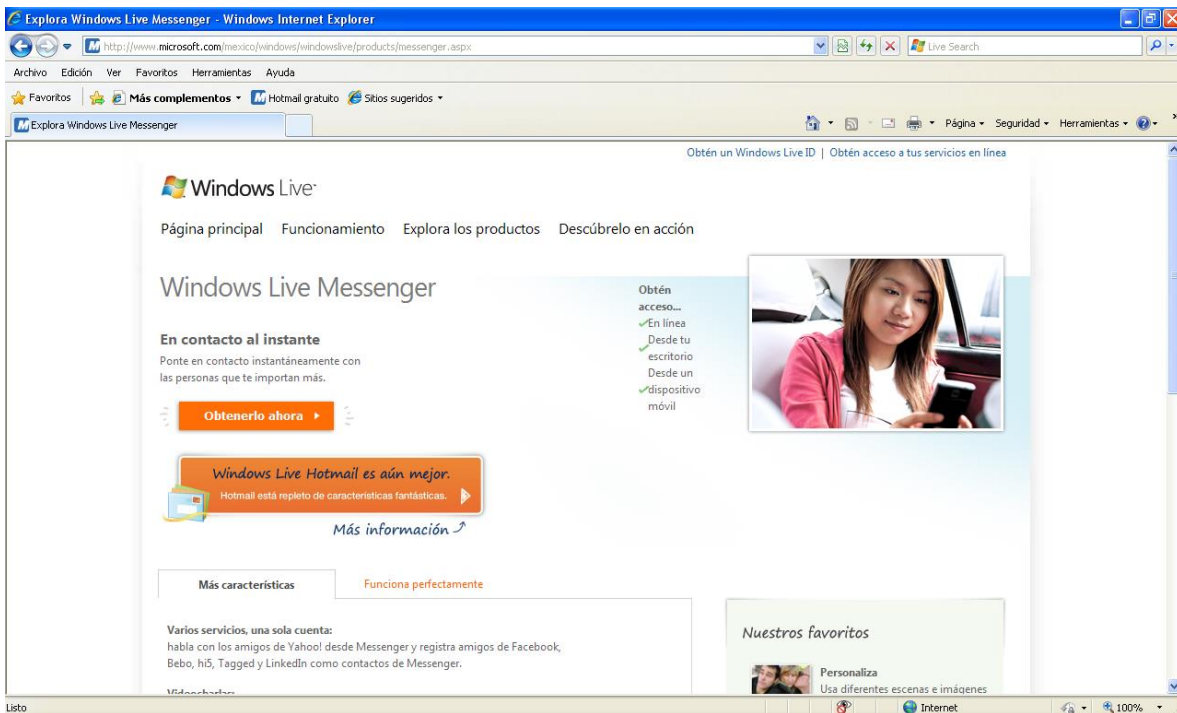 Explora Windows Live Messenger - Windows Internet Explorer
http://www.microsoft.com/mexico/windows/windowslive/products/messenger.aspx
Live Search
Archivo Edición Ver Favoritos Herramientas Ayuda
Favoritos Más complementos Hotmail gratuito Sitios sugeridos
Explora Windows Live Messenger
Página Seguridad Herramientas
Obtén un Windows Live ID | Obtén acceso a tus servicios en línea
Windows Live
Página principal Funcionamiento Explora los productos Descúbrelo en acción
Windows Live Messenger
En contacto al instante
Ponte en contacto instantáneamente con
las personas que te importan más.
Obtenerlo ahora
Obtén
acceso...
En línea
Desde tu
escritorio
Desde un
dispositivo
móvil
Windows Live Hotmail es aún mejor.
Hotmail está repleto de características fantásticas.
Más información
Más características Funciona perfectamente
Varios servicios, una sola cuenta:
habla con los amigos de Yahoo! desde Messenger y registra amigos de Facebook,
Bebo, hi5, Tagged y LinkedIn como contactos de Messenger.
Videocharlas:
Nuestros favoritos
Personaliza
Usa diferentes escenas e imágenes
Listo Internet 100%